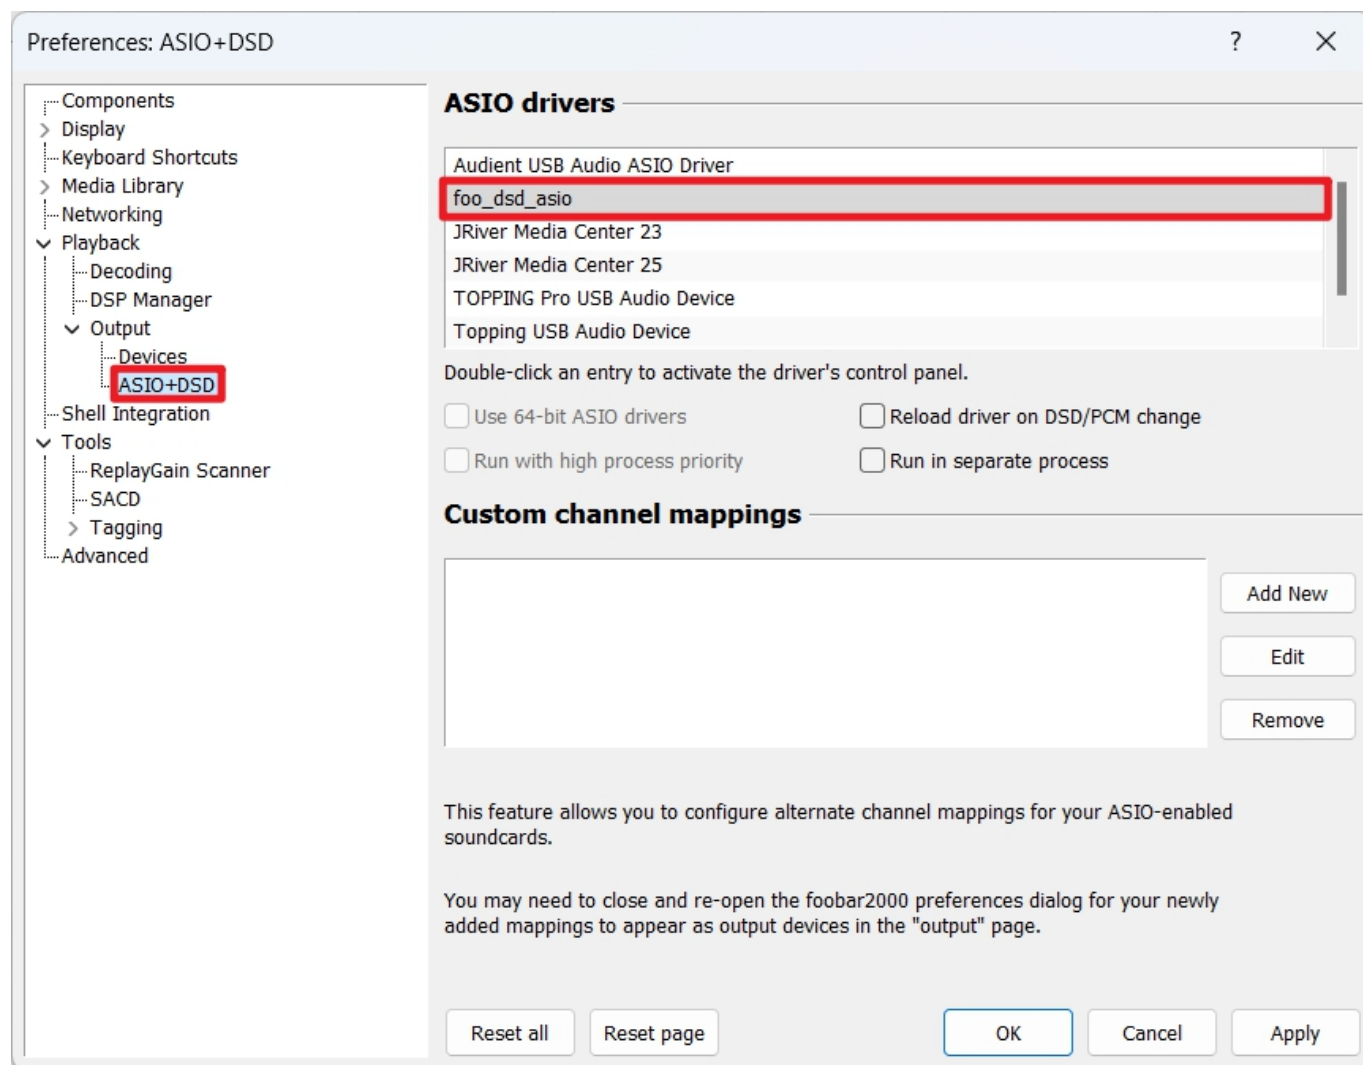 Preferences: ASIO+DSD
?
Components
Display
Keyboard Shortcuts
Media Library
Networking
Playback
Decoding
DSP Manager
Output
Devices
ASIO+DSD
Shell Integration
Tools
ReplayGain Scanner
SACD
Tagging
Advanced
ASIO drivers
Audient USB Audio ASIO Driver
foo_dsd_asio
JRiver Media Center 23
JRiver Media Center 25
TOPPING Pro USB Audio Device
Topping USB Audio Device
Double-click an entry to activate the driver's control panel.
Use 64-bit ASIO drivers
Reload driver on DSD/PCM change
Run with high process priority
Run in separate process
Custom channel mappings
Add New
Edit
Remove
This feature allows you to configure alternate channel mappings for your ASIO-enabled
soundcards.
You may need to close and re-open the foobar2000 preferences dialog for your newly
added mappings to appear as output devices in the "output" page.
Reset all
Reset page
OK
Cancel
Apply